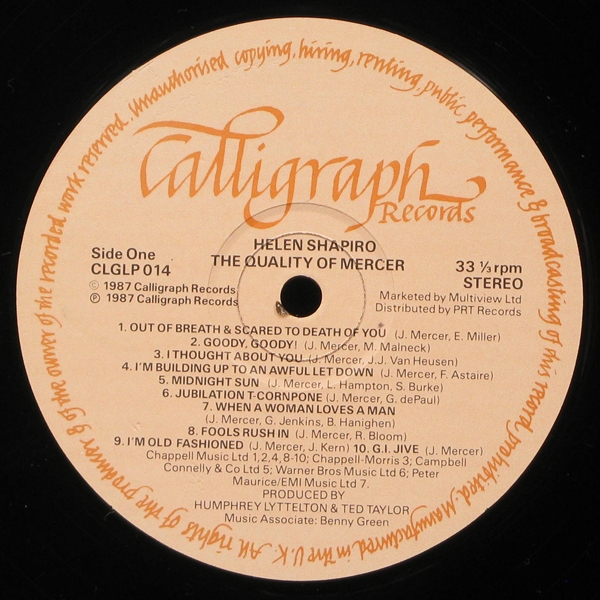 All rights of the producer & of the owner of the recorded work reserved. Unauthorised copying, hiring, renting, public performance & broadcasting of this record prohibited. Manufactured in the U.K.
Calligraph
Records
HELEN SHAPIRO
THE QUALITY OF MERCER
Side One
CLGLP 014
33 ⅓ rpm
STEREO
© 1987 Calligraph Records
℗ 1987 Calligraph Records
Marketed by Multiview Ltd
Distributed by PRT Records
1. OUT OF BREATH & SCARED TO DEATH OF YOU (J. Mercer, E. Miller)
2. GOODY, GOODY! (J. Mercer, M. Malneck)
3. I THOUGHT ABOUT YOU (J. Mercer, J.J. Van Heusen)
4. I'M BUILDING UP TO AN AWFUL LET DOWN (J. Mercer, F. Astaire)
5. MIDNIGHT SUN (J. Mercer, L. Hampton, S. Burke)
6. JUBILATION T-CORNPONE (J. Mercer, G. dePaul)
7. WHEN A WOMAN LOVES A MAN
(J. Mercer, G. Jenkins, B. Hanighen)
8. FOOLS RUSH IN (J. Mercer, R. Bloom)
9. I'M OLD FASHIONED (J. Mercer, J. Kern) 10. G.I. JIVE (J. Mercer)
Chappell Music Ltd 1,2,4,8-10; Chappell-Morris 3; Campbell
Connelly & Co Ltd 5; Warner Bros Music Ltd 6; Peter
Maurice/EMI Music Ltd 7.
PRODUCED BY
HUMPHREY LYTTELTON & TED TAYLOR
Music Associate: Benny Green